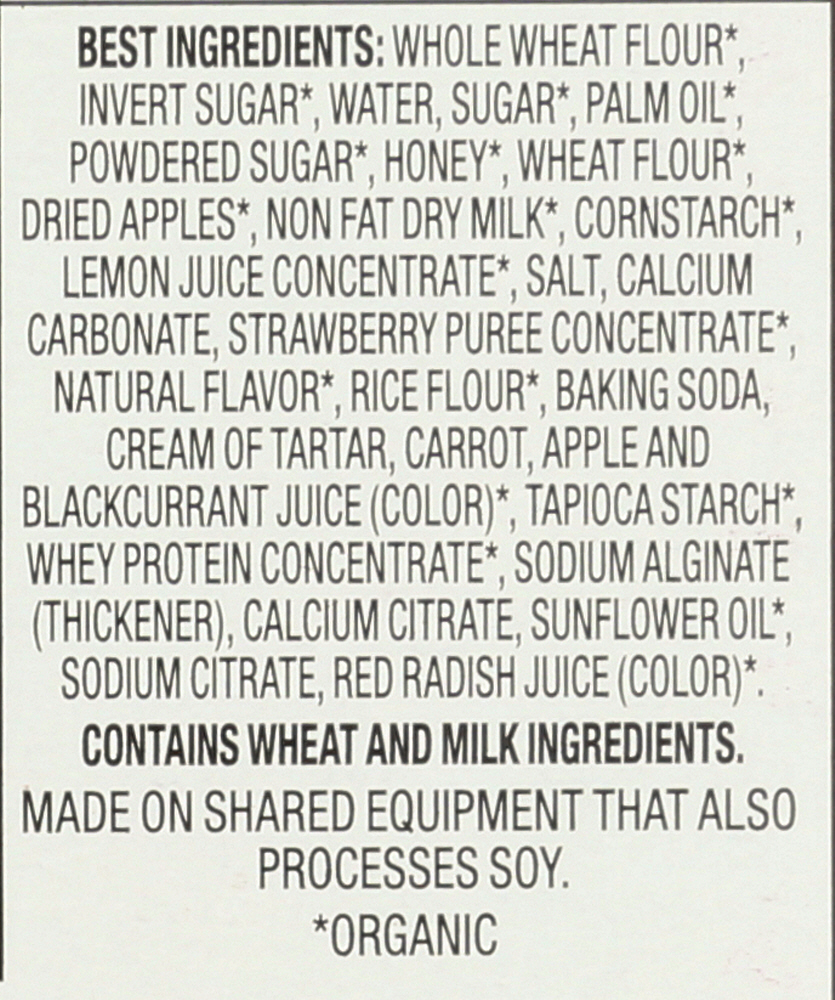 BEST INGREDIENTS: WHOLE WHEAT FLOUR*,
INVERT SUGAR*, WATER, SUGAR*, PALM OIL*,
POWDERED SUGAR*, HONEY*, WHEAT FLOUR*,
DRIED APPLES*, NON FAT DRY MILK*, CORNSTARCH*,
LEMON JUICE CONCENTRATE*, SALT, CALCIUM
CARBONATE, STRAWBERRY PUREE CONCENTRATE*,
NATURAL FLAVOR*, RICE FLOUR*, BAKING SODA,
CREAM OF TARTAR, CARROT, APPLE AND
BLACKCURRANT JUICE (COLOR)*, TAPIOCA STARCH*,
WHEY PROTEIN CONCENTRATE*, SODIUM ALGINATE
(THICKENER), CALCIUM CITRATE, SUNFLOWER OIL*,
SODIUM CITRATE, RED RADISH JUICE (COLOR)*.
CONTAINS WHEAT AND MILK INGREDIENTS.
MADE ON SHARED EQUIPMENT THAT ALSO
PROCESSES SOY.
*ORGANIC